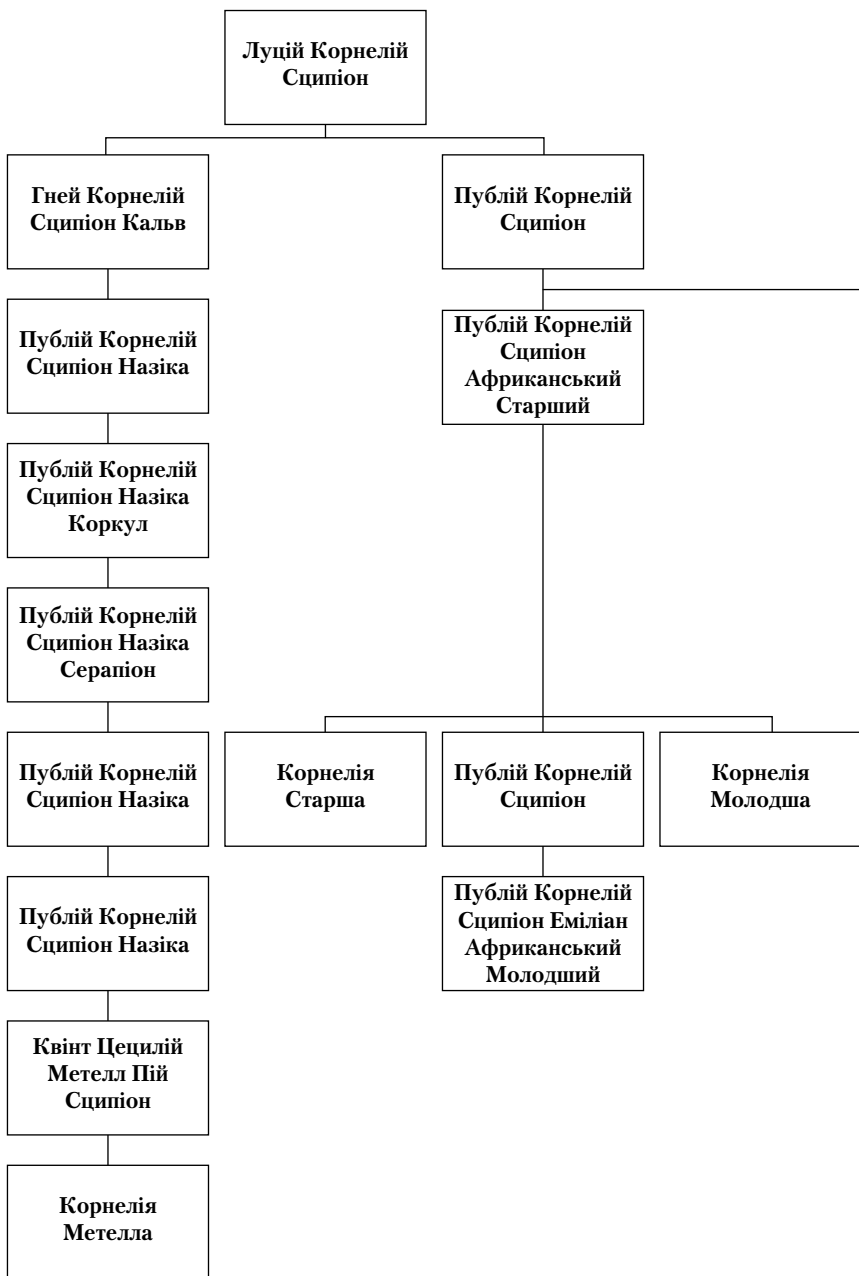 Луцій Корнелій
Сципіон
Гней Корнелій
Сципіон Кальв
Публій Корнелій
Сципіон
Публій Корнелій
Сципіон Назіка
Публій Корнелій
Сципіон
Африканський
Старший
Публій Корнелій
Сципіон Назіка
Коркул
Публій Корнелій
Сципіон Назіка
Серапіон
Публій Корнелій
Сципіон Назіка
Корнелія
Старша
Публій Корнелій
Сципіон
Корнелія
Молодша
Публій Корнелій
Сципіон Назіка
Публій Корнелій
Сципіон Еміліан
Африканський
Молодший
Квінт Цецилій
Метелл Пій
Сципіон
Корнелія
Метелла